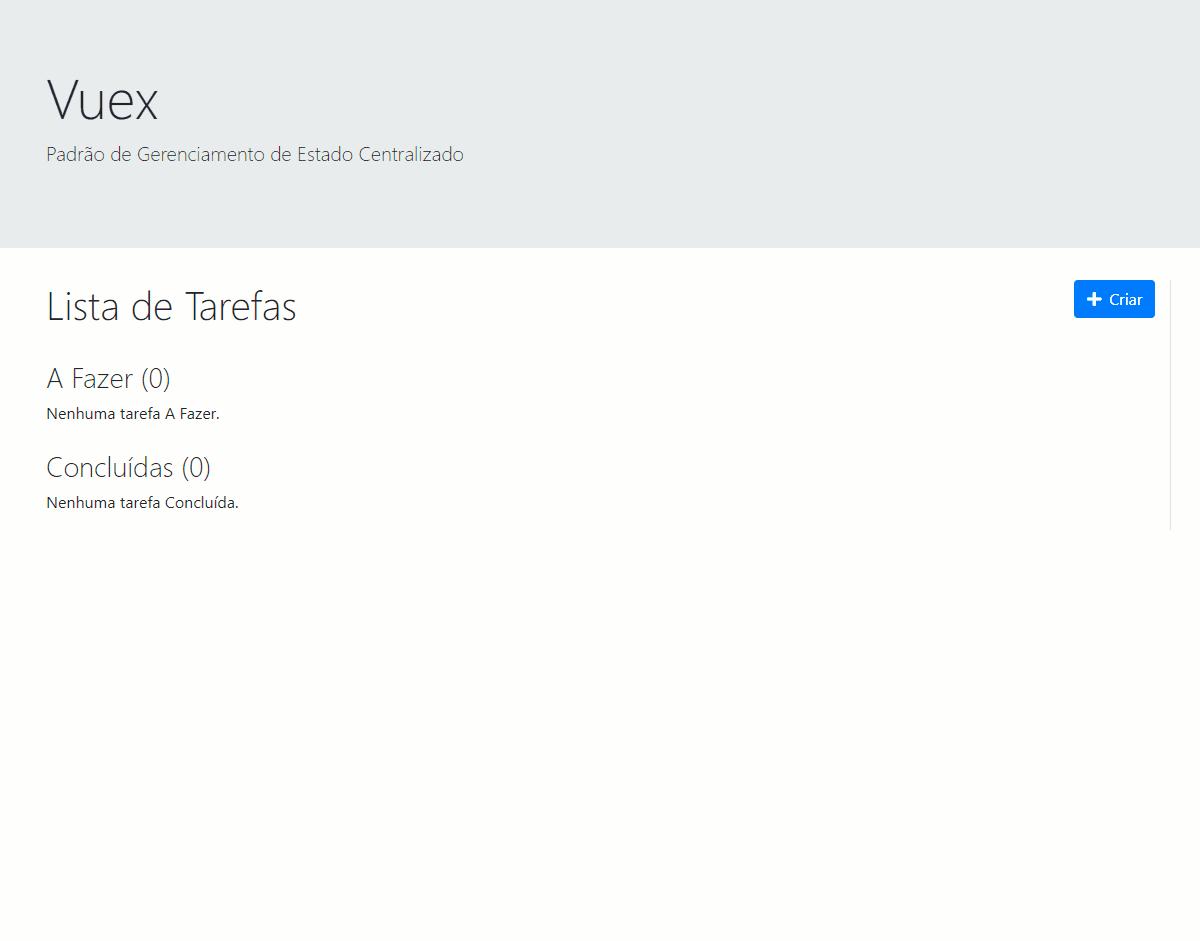 Vuex
Padrão de Gerenciamento de Estado Centralizado
Lista de Tarefas
Criar
A Fazer (0)
Nenhuma tarefa A Fazer.
Concluídas (0)
Nenhuma tarefa Concluída.